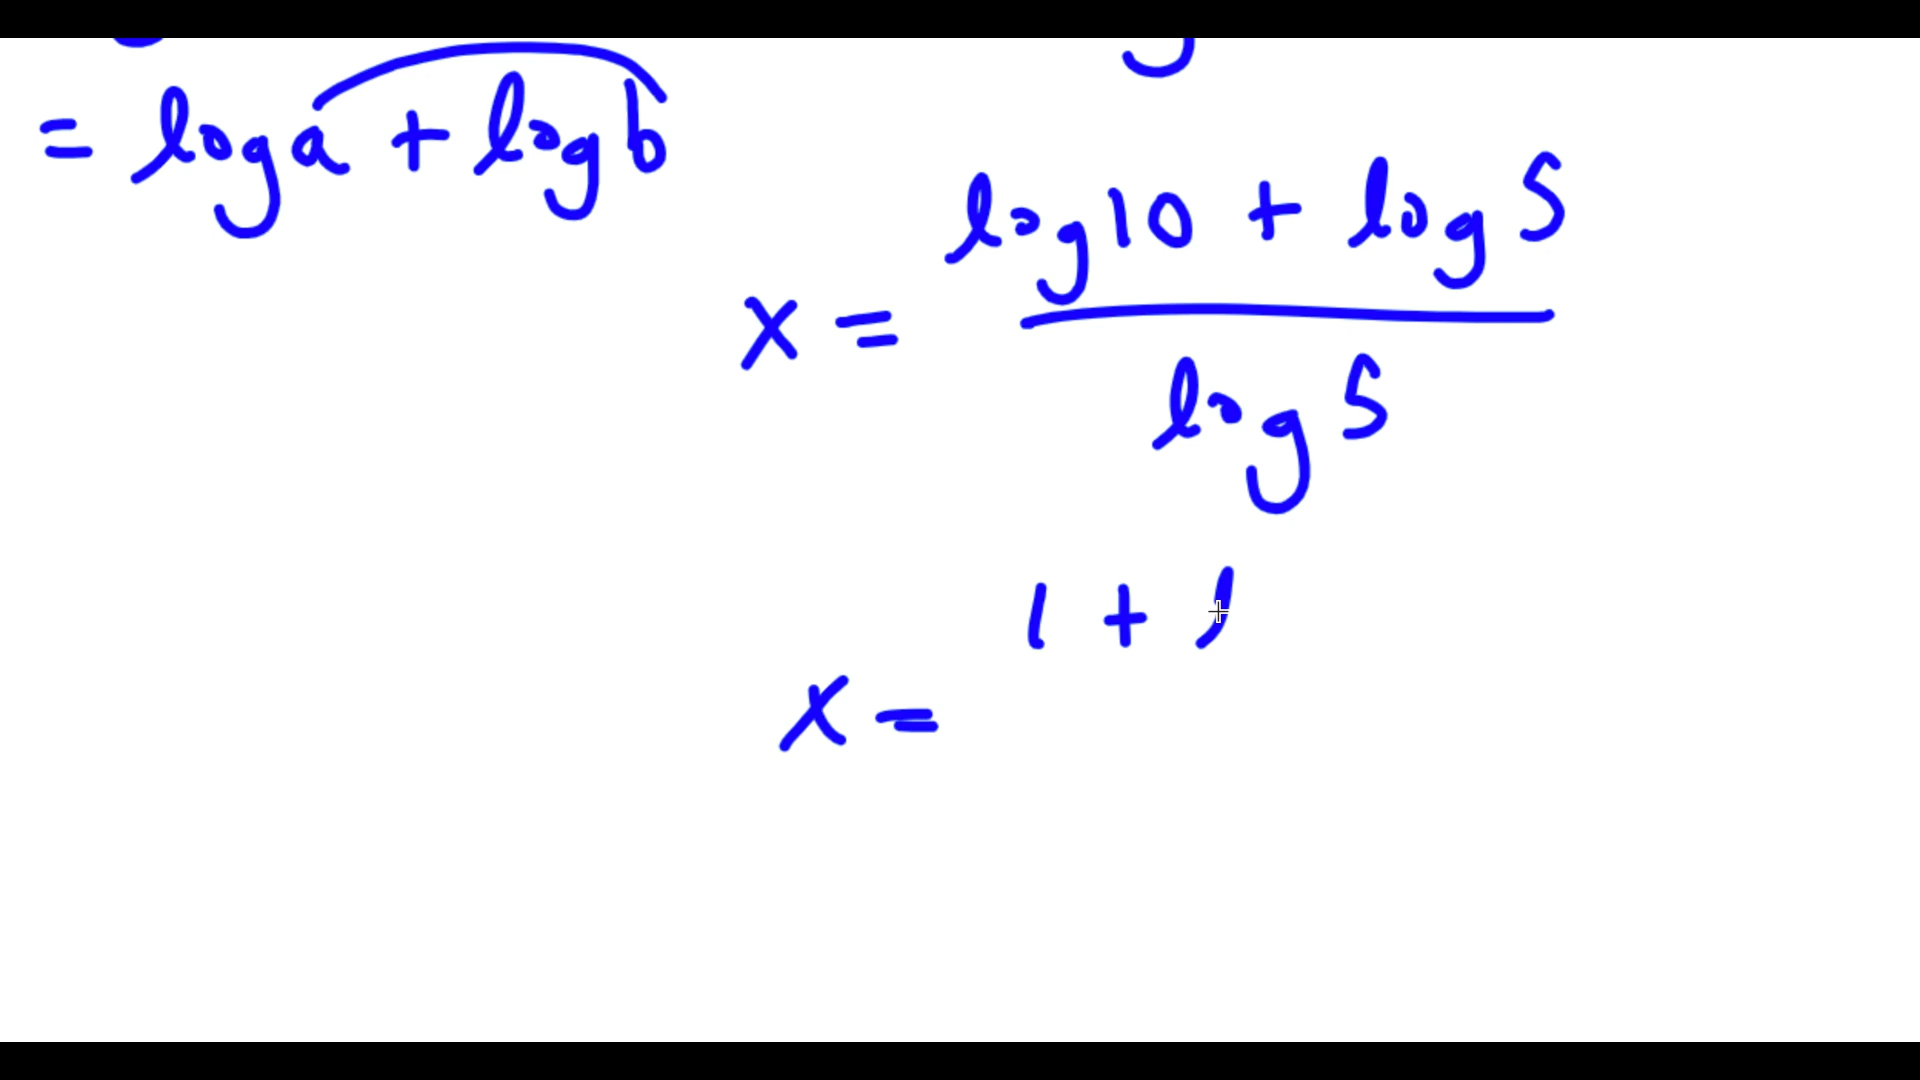 = log a + log b
log 10 + log 5
x =
log 5
1 +
x =